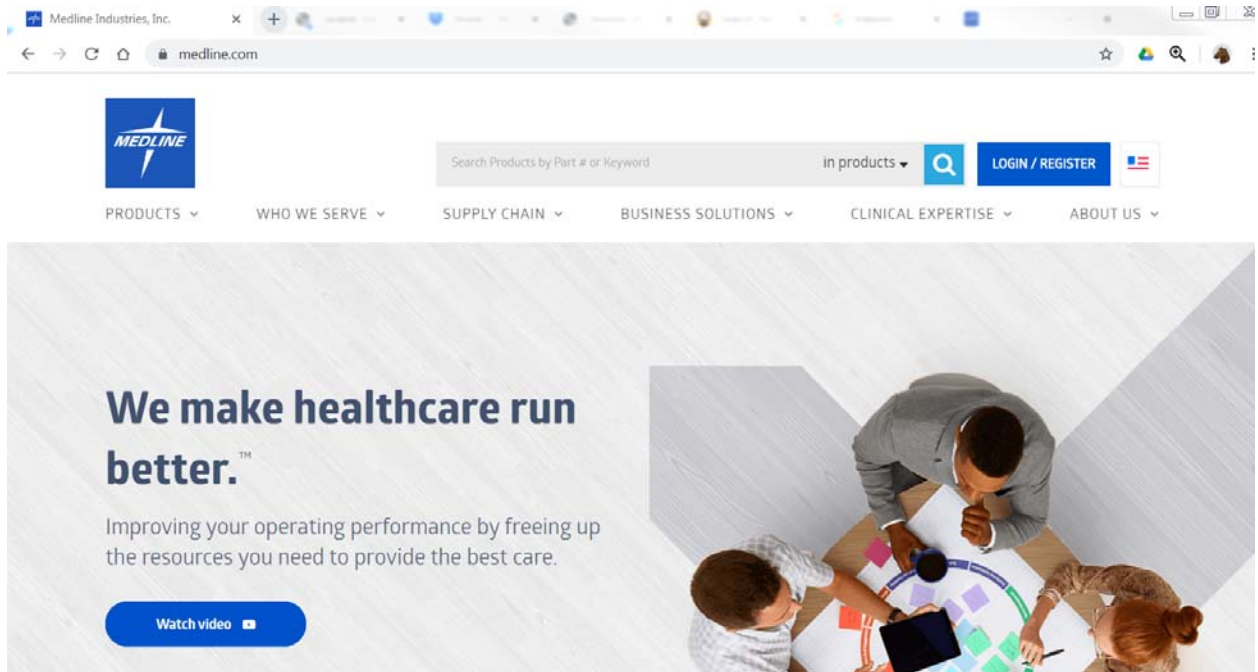 Medline Industries, Inc.
medline.com
MEDLINE
Search Products by Part # or Keyword
in products
LOGIN / REGISTER
PRODUCTS
WHO WE SERVE
SUPPLY CHAIN
BUSINESS SOLUTIONS
CLINICAL EXPERTISE
ABOUT US
We make healthcare run
better.™
Improving your operating performance by freeing up
the resources you need to provide the best care.
Watch video